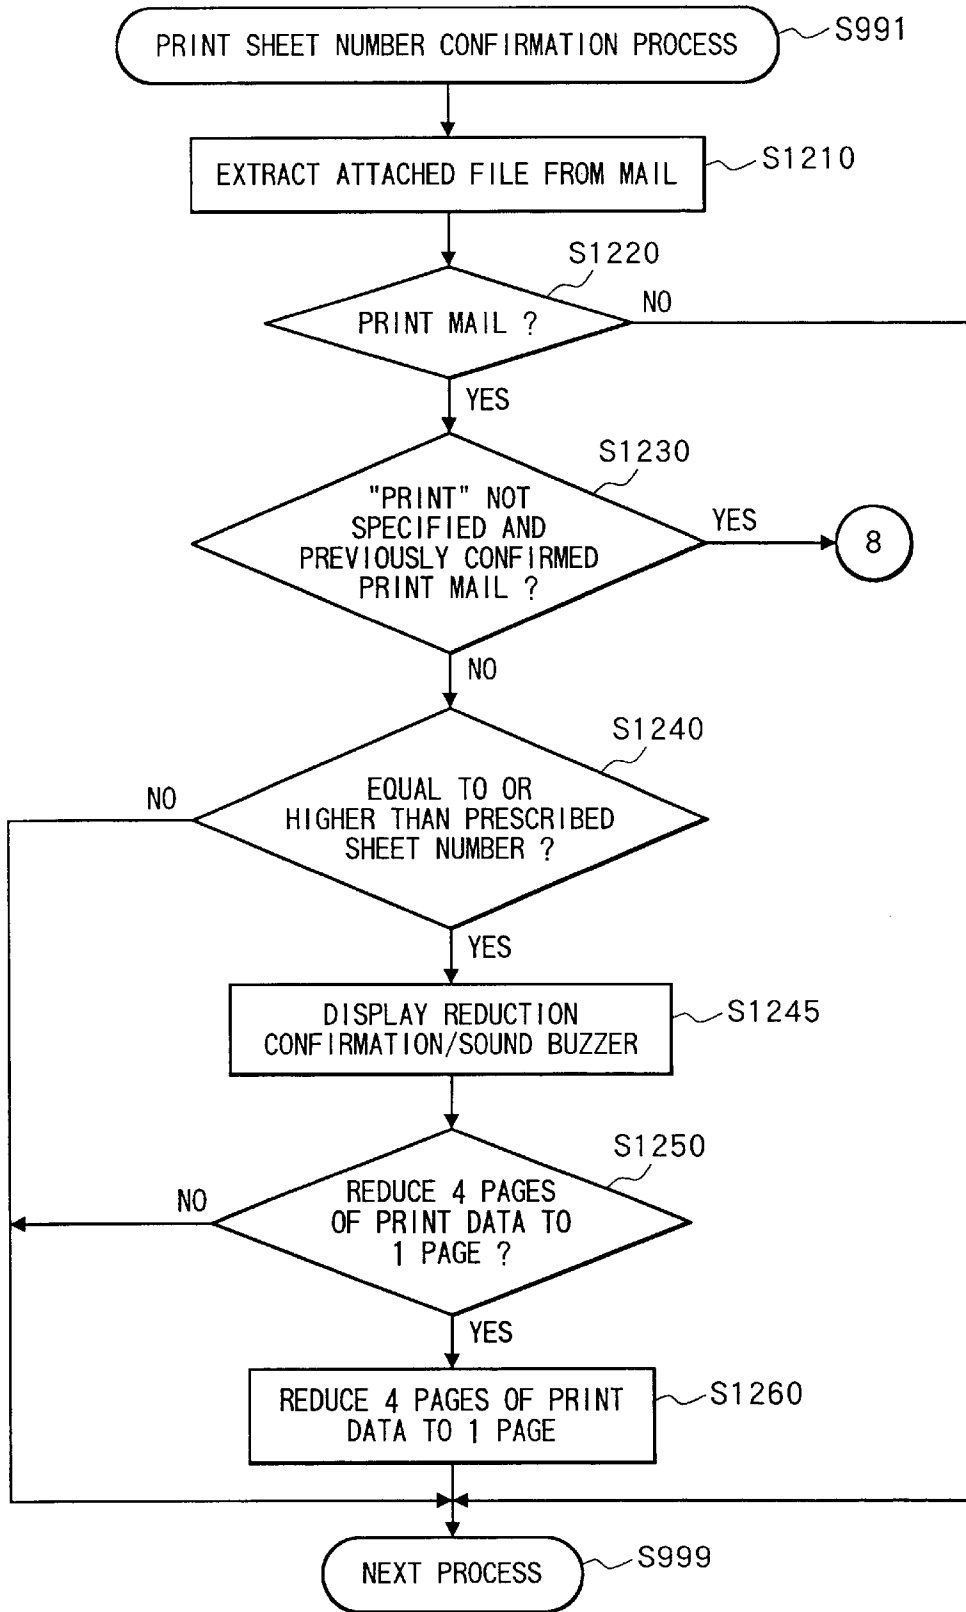 PRINT SHEET NUMBER CONFIRMATION PROCESS
S991
EXTRACT ATTACHED FILE FROM MAIL
S1210
S1220
PRINT MAIL ?
NO
YES
S1230
"PRINT" NOT
SPECIFIED AND
PREVIOUSLY CONFIRMED
PRINT MAIL ?
YES
8
NO
S1240
EQUAL TO OR
HIGHER THAN PRESCRIBED
SHEET NUMBER ?
NO
YES
DISPLAY REDUCTION
CONFIRMATION/SOUND BUZZER
S1245
S1250
REDUCE 4 PAGES
OF PRINT DATA TO
1 PAGE ?
NO
YES
REDUCE 4 PAGES OF PRINT
DATA TO 1 PAGE
S1260
NEXT PROCESS
S999